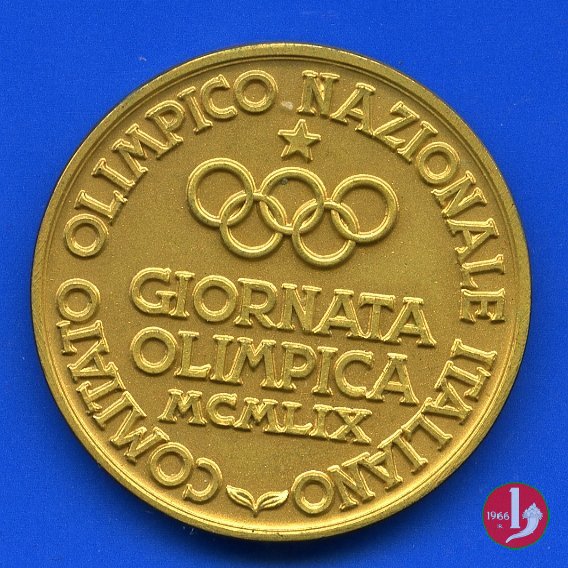 COMITATO OLIMPICO NAZIONALE ITALIANO
GIORNATA
OLIMPICA
MCMLIX
1966